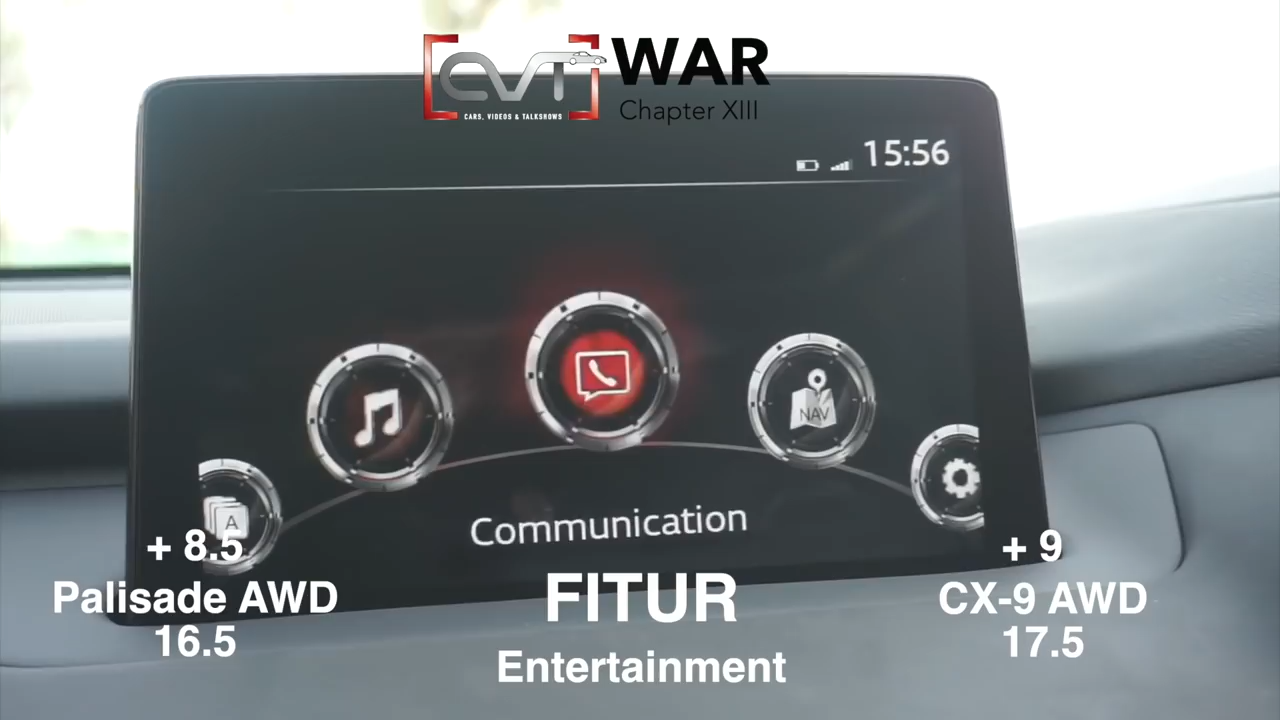 CVT WAR
CARS, VIDEOS & TALKSHOWS
Chapter XIII
15:56
NAV
A
Communication
+ 8.5
Palisade AWD
16.5
FITUR
Entertainment
+ 9
CX-9 AWD
17.5